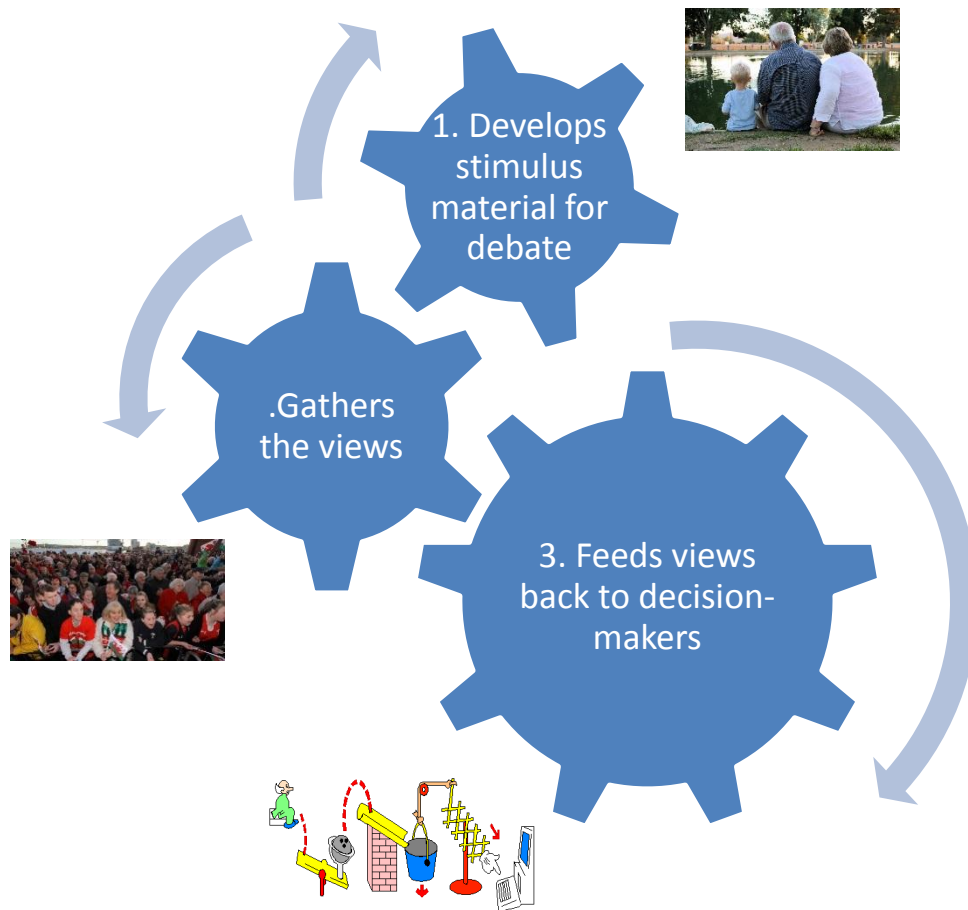 1. Develops
stimulus
material for
debate
.Gathers
the views
3. Feeds views
back to decision-
makers